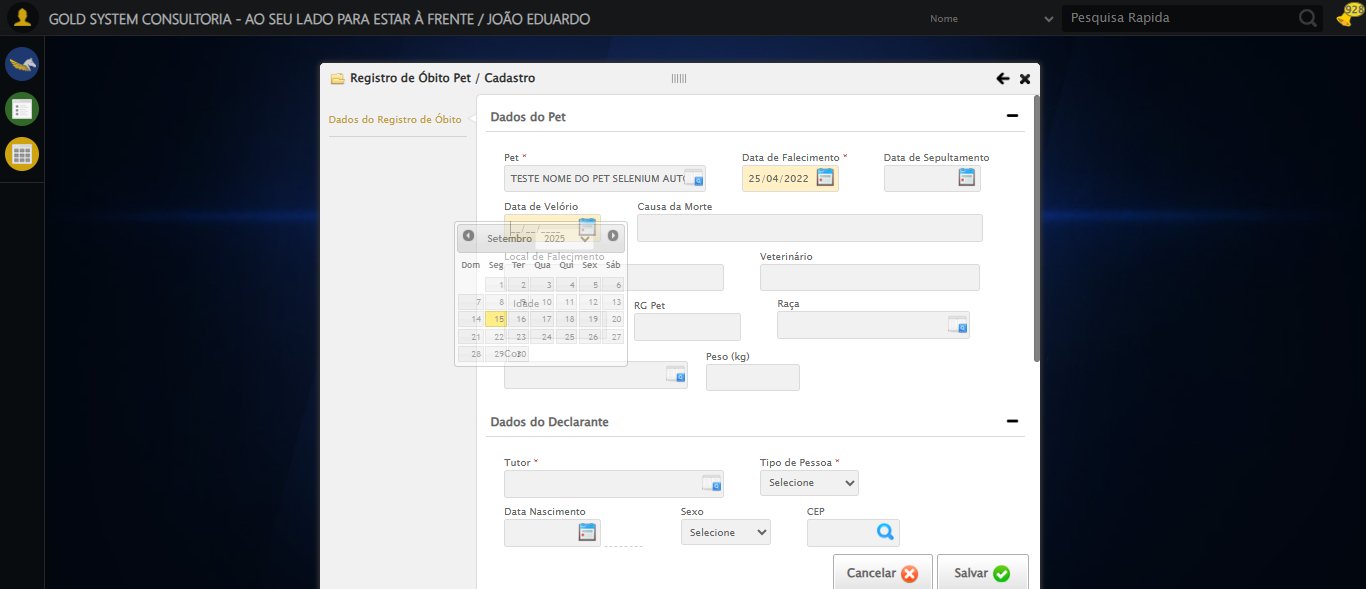 GOLD SYSTEM CONSULTORIA - AO SEU LADO PARA ESTAR À FRENTE / JOÃO EDUARDO
Nome
Pesquisa Rapida
928
Registro de Óbito Pet / Cadastro
Dados do Registro de Óbito
Dados do Pet
Pet * Data de Falecimento * Data de Sepultamento
TESTE NOME DO PET SELENIUM AUT 25/04/2022
Data de Velório Causa da Morte
__/__/____
Setembro 2025
Local de Falecimento Veterinário
Dom Seg Ter Qua Qui Sex Sáb
1 2 3 4 5 6
7 8 9 10 11 12 13
Idade RG Pet Raça
14 15 16 17 18 19 20
21 22 23 24 25 26 27
28 29 30
Cor Peso (kg)
Dados do Declarante
Tutor * Tipo de Pessoa *
Selecione
Data Nascimento Sexo CEP
Selecione
Cancelar Salvar